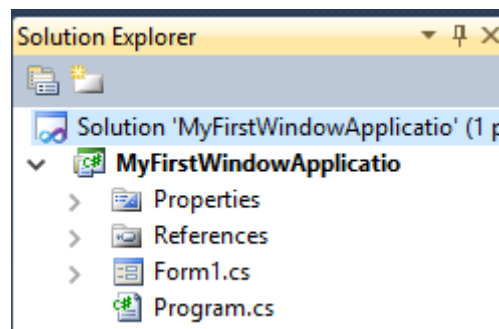 Solution Explorer
Solution 'MyFirstWindowApplicatio' (1 p
MyFirstWindowApplicatio
Properties
References
Form1.cs
Program.cs